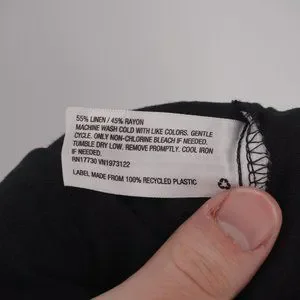 55% LINEN / 45% RAYON
MACHINE WASH COLD WITH LIKE COLORS. GENTLE
CYCLE. ONLY NON-CHLORINE BLEACH IF NEEDED.
TUMBLE DRY LOW. REMOVE PROMPTLY. COOL IRON
IF NEEDED.
RN17730 VN1973122
LABEL MADE FROM 100% RECYCLED PLASTIC